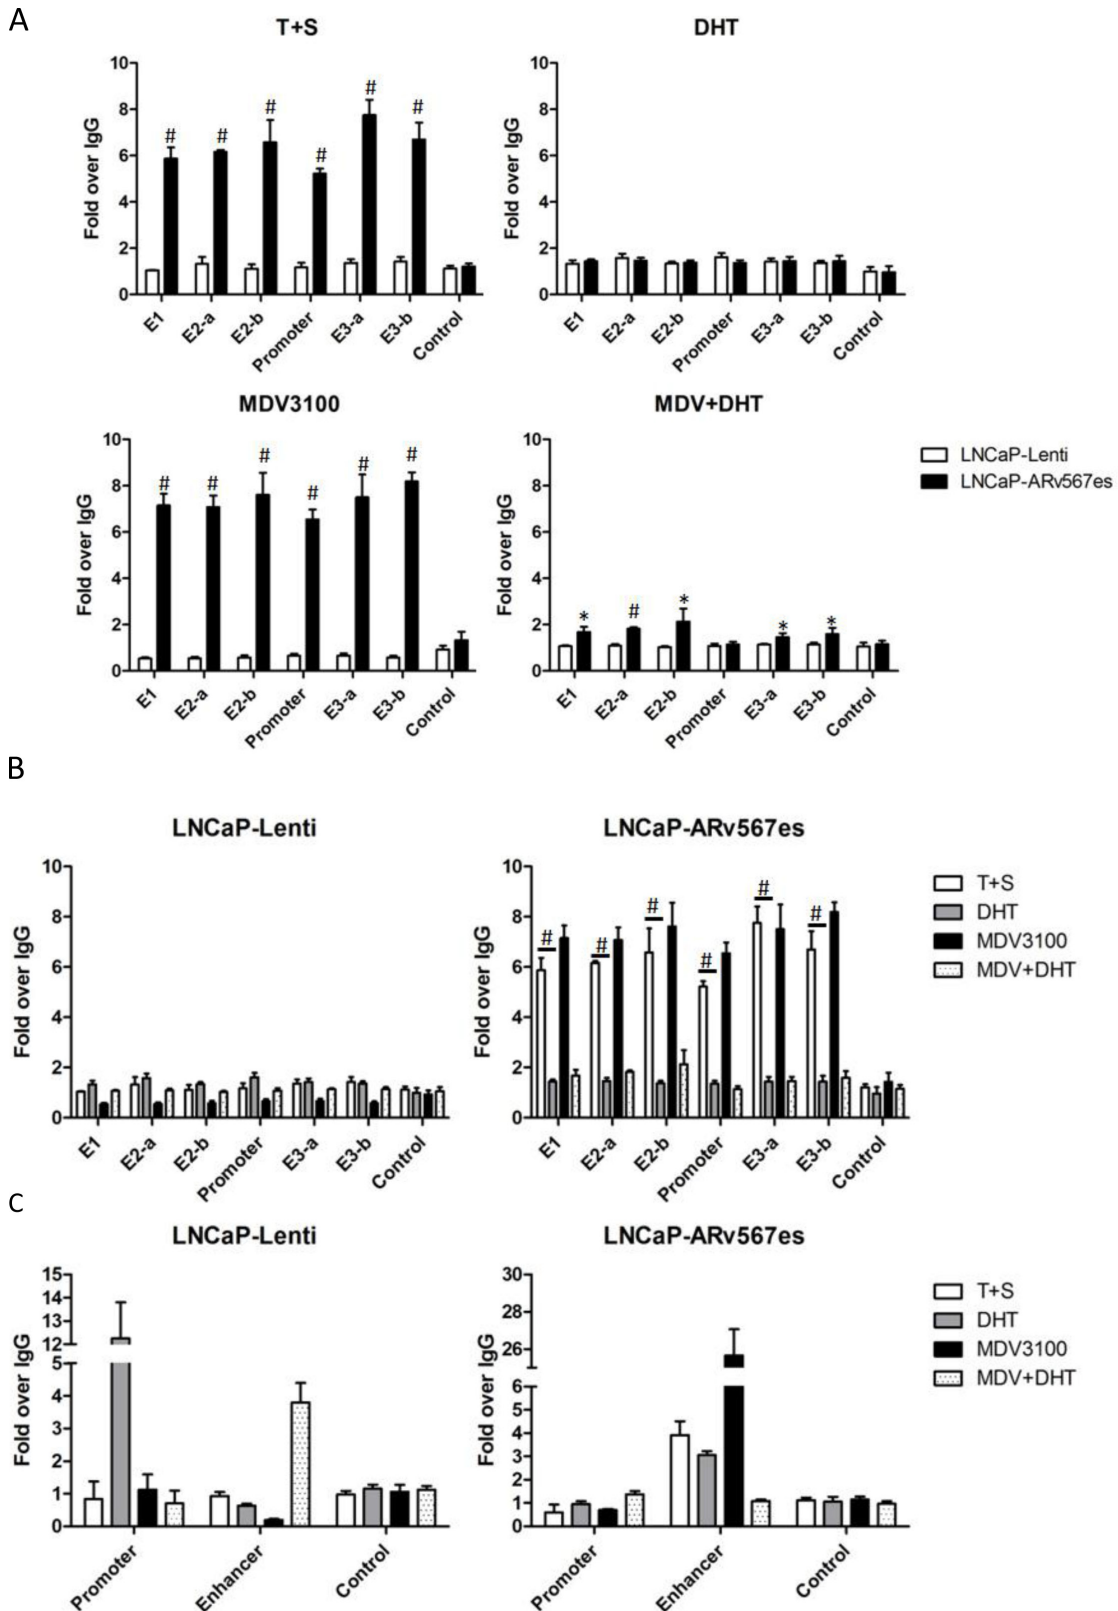 A
T+S
DHT
Fold over IgG
10
8
6
4
2
0
# # # # # #
E1 E2-a E2-b Promoter E3-a E3-b Control
Fold over IgG
10
8
6
4
2
0
E1 E2-a E2-b Promoter E3-a E3-b Control
MDV3100
MDV+DHT
Fold over IgG
10
8
6
4
2
0
# # # # # #
E1 E2-a E2-b Promoter E3-a E3-b Control
Fold over IgG
10
8
6
4
2
0
* # * * *
E1 E2-a E2-b Promoter E3-a E3-b Control
LNCaP-Lenti
LNCaP-ARv567es
B
LNCaP-Lenti
LNCaP-ARv567es
Fold over IgG
10
8
6
4
2
0
E1 E2-a E2-b Promoter E3-a E3-b Control
Fold over IgG
10
8
6
4
2
0
# # # # # #
E1 E2-a E2-b Promoter E3-a E3-b Control
T+S
DHT
MDV3100
MDV+DHT
C
LNCaP-Lenti
LNCaP-ARv567es
Fold over IgG
15
14
13
12
5
4
3
2
1
0
Promoter Enhancer Control
Fold over IgG
30
28
26
6
5
4
3
2
1
0
Promoter Enhancer Control
T+S
DHT
MDV3100
MDV+DHT